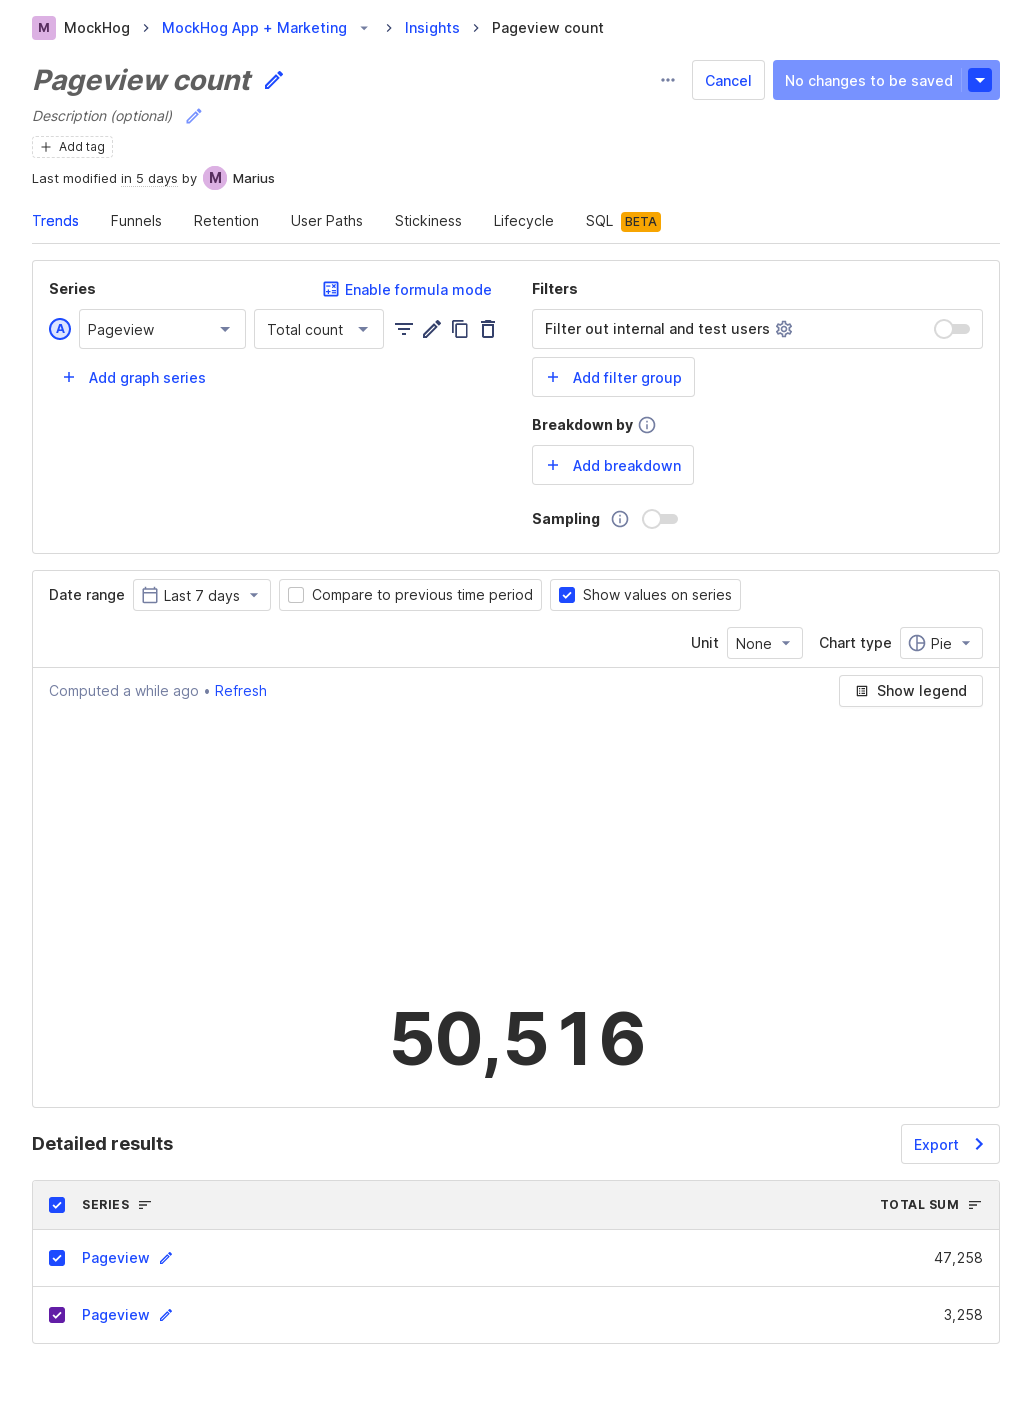 M MockHog MockHog App + Marketing Insights Pageview count
Pageview count
Cancel No changes to be saved
Description (optional)
Add tag
Last modified in 5 days by M Marius
Trends Funnels Retention User Paths Stickiness Lifecycle SQL BETA
Series Enable formula mode
A Pageview Total count
Add graph series
Filters
Filter out internal and test users
Add filter group
Breakdown by
Add breakdown
Sampling
Date range Last 7 days Compare to previous time period Show values on series
Unit None Chart type Pie
Computed a while ago • Refresh Show legend
50,516
Detailed results Export
SERIES TOTAL SUM
Pageview 47,258
Pageview 3,258